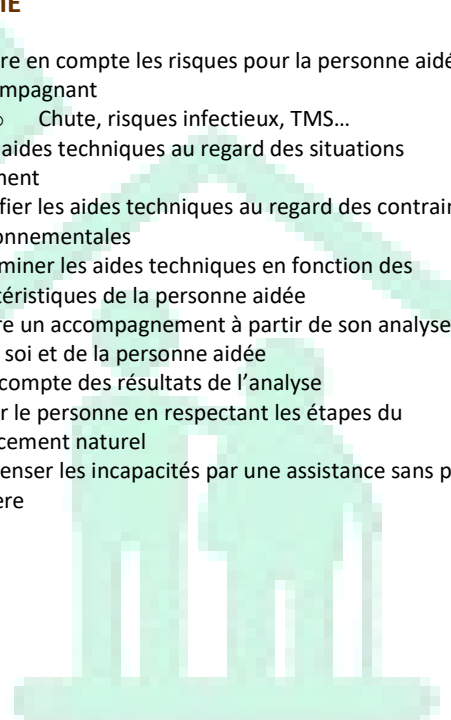 re en compte les risques pour la personne aidé
mpagnant
o Chute, risques infectieux, TMS…
aides techniques au regard des situations
ment
fier les aides techniques au regard des contrain
onnementales
miner les aides techniques en fonction des
téristiques de la personne aidée
re un accompagnement à partir de son analyse
soi et de la personne aidée
compte des résultats de l’analyse
r le personne en respectant les étapes du
cement naturel
enser les incapacités par une assistance sans p
ère